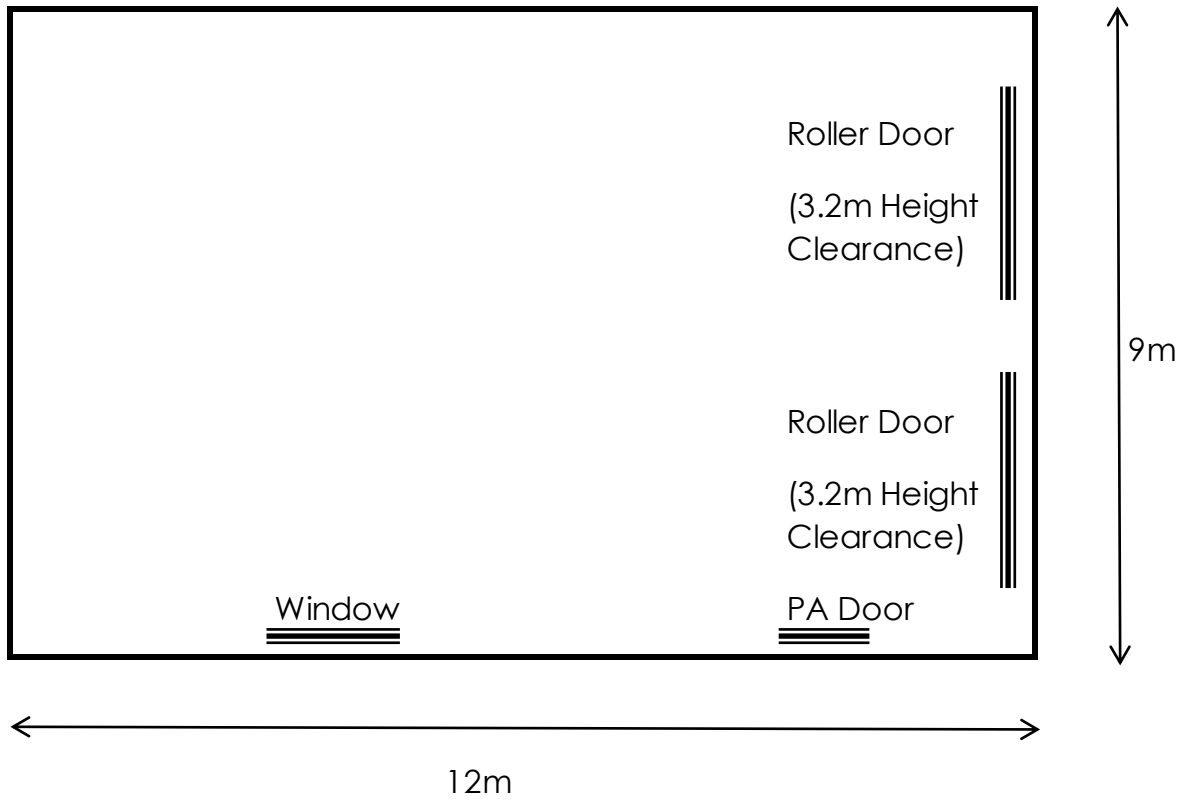 Roller Door
(3.2m Height
Clearance)
9m
Roller Door
(3.2m Height
Clearance)
Window
PA Door
12m